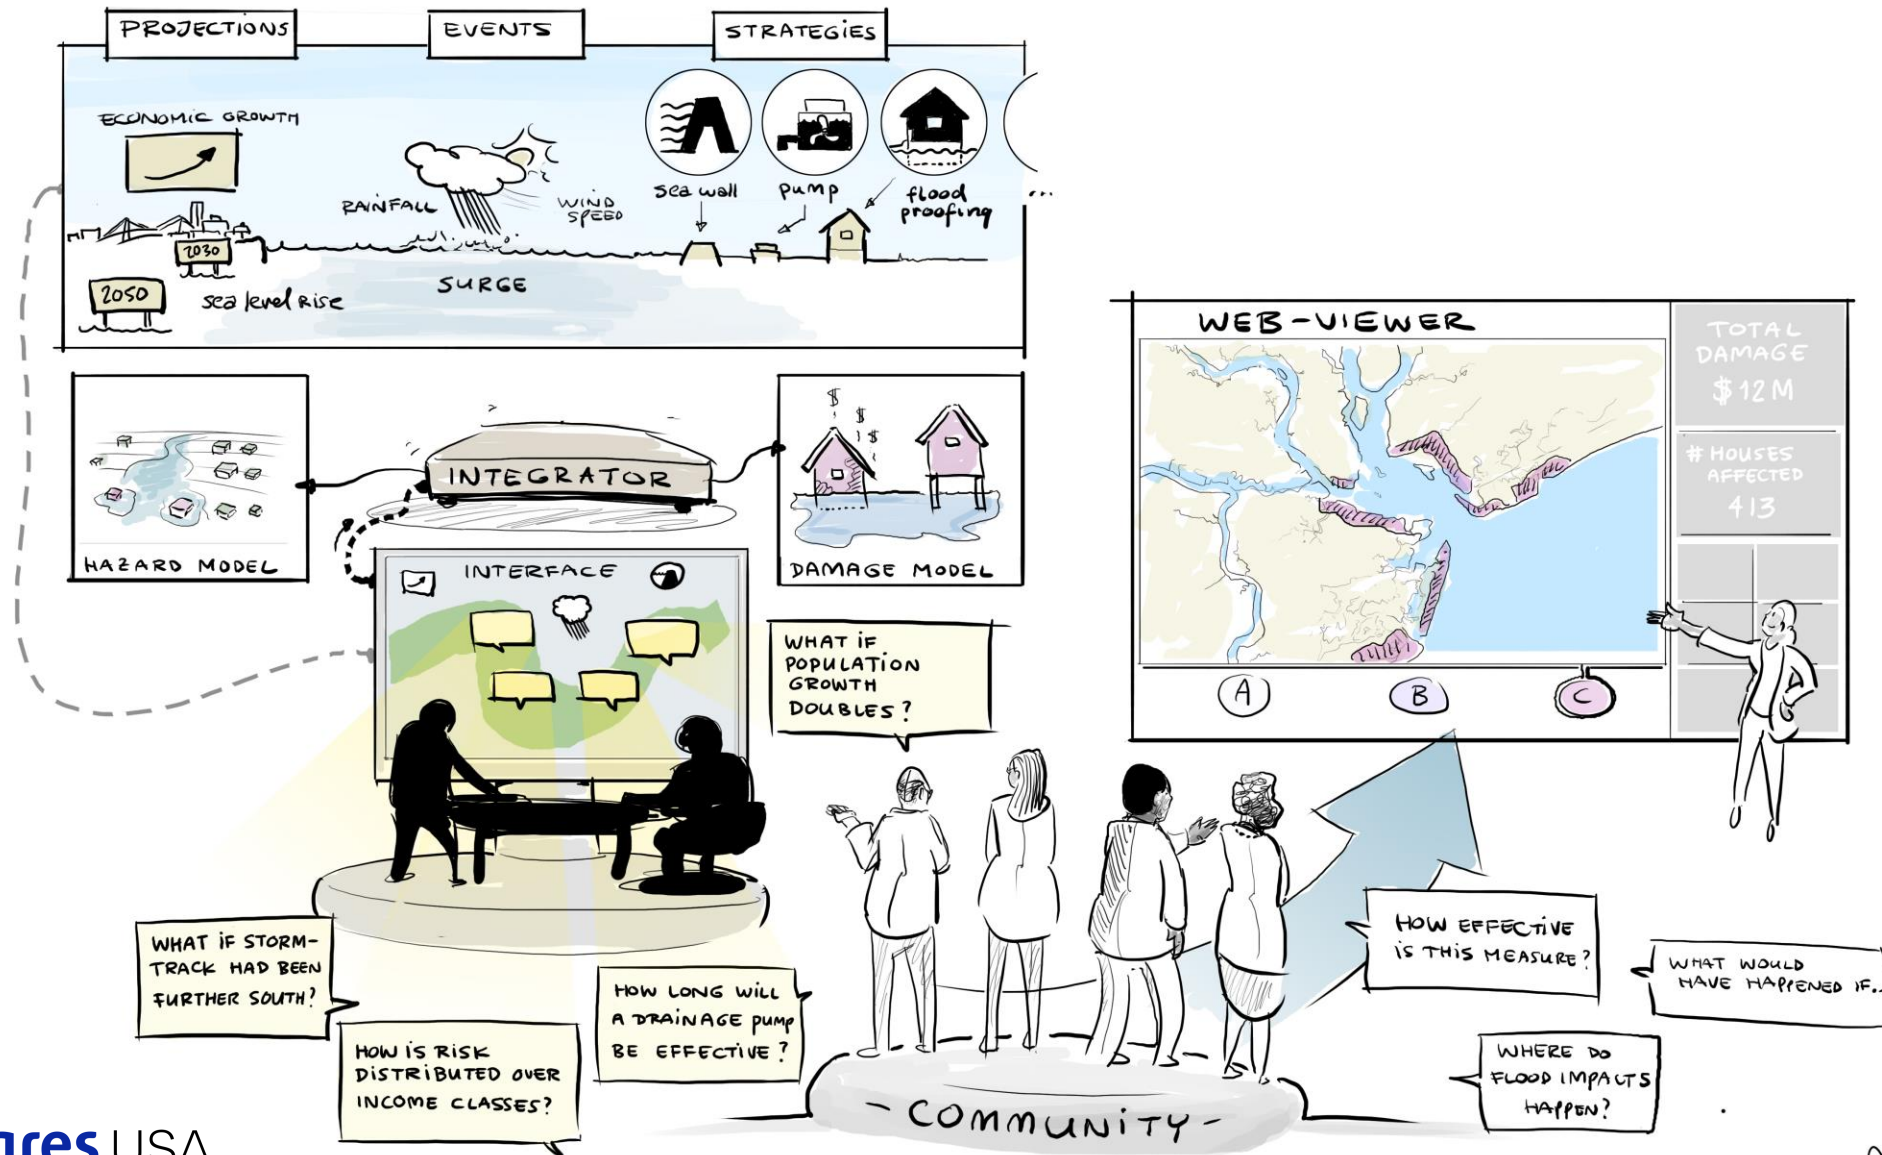 PROJECTIONS
EVENTS
STRATEGIES
ECONOMIC GROWTH
RAINFALL
WIND
SPEED
sea wall
pump
flood
proofing
...
2030
2050
sea level Rise
SURGE
HAZARD MODEL
INTEGRATOR
DAMAGE MODEL
$
$
$
INTERFACE
WHAT iF
POPULATION
GROWTH
DOUBLES?
WEB-VIEWER
TOTAL
DAMAGE
$12M
# HOUSES
AFFECTED
413
A
B
C
WHAT iF STORM-
TRACK HAD BEEN
FURTHER SOUTH?
HOW iS RiSK
DISTRIBUTED OVER
INCOME CLASSES?
HOW LONG WiLL
A DRAiNAGE pump
BE EFFECTIVE?
HOW EFFECTiVE
iS THiS MEASURE?
WHAT WOULD
HAVE HAPPENED IF..
WHERE DO
FLOOD IMPACTS
HAPPEN?
- COMMUNiTY -
USA